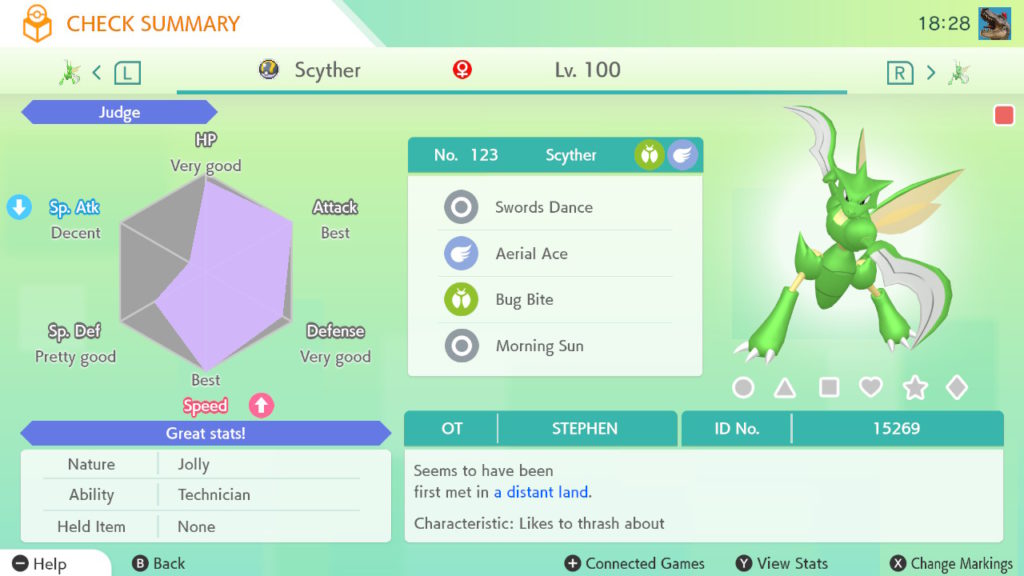 CHECK SUMMARY
18:28
L
Scyther
Lv. 100
R
Judge
HP
Very good
Sp. Atk
Decent
Attack
Best
Sp. Def
Pretty good
Defense
Very good
Best
Speed
Great stats!
Nature Jolly
Ability Technician
Held Item None
No. 123 Scyther
Swords Dance
Aerial Ace
Bug Bite
Morning Sun
OT STEPHEN ID No. 15269
Seems to have been
first met in a distant land.
Characteristic: Likes to thrash about
Help
B Back
Connected Games
Y View Stats
X Change Markings